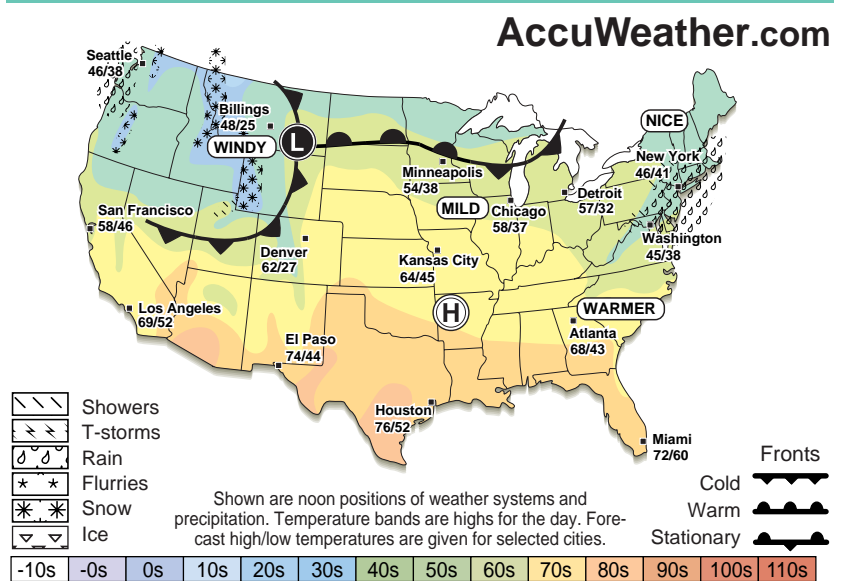 AccuWeather.com
Seattle
46/38
Billings
48/25
WINDY
L
NICE
New York
46/41
Minneapolis
54/38
Detroit
57/32
MILD
Chicago
58/37
San Francisco
58/46
Washington
45/38
Denver
62/27
Kansas City
64/45
H
WARMER
Los Angeles
69/52
Atlanta
68/43
El Paso
74/44
Houston
76/52
Miami
72/60
Showers
T-storms
Rain
Flurries
Snow
Ice
Shown are noon positions of weather systems and
precipitation. Temperature bands are highs for the day. Fore-
cast high/low temperatures are given for selected cities.
Fronts
Cold
Warm
Stationary
-10s -0s 0s 10s 20s 30s 40s 50s 60s 70s 80s 90s 100s 110s